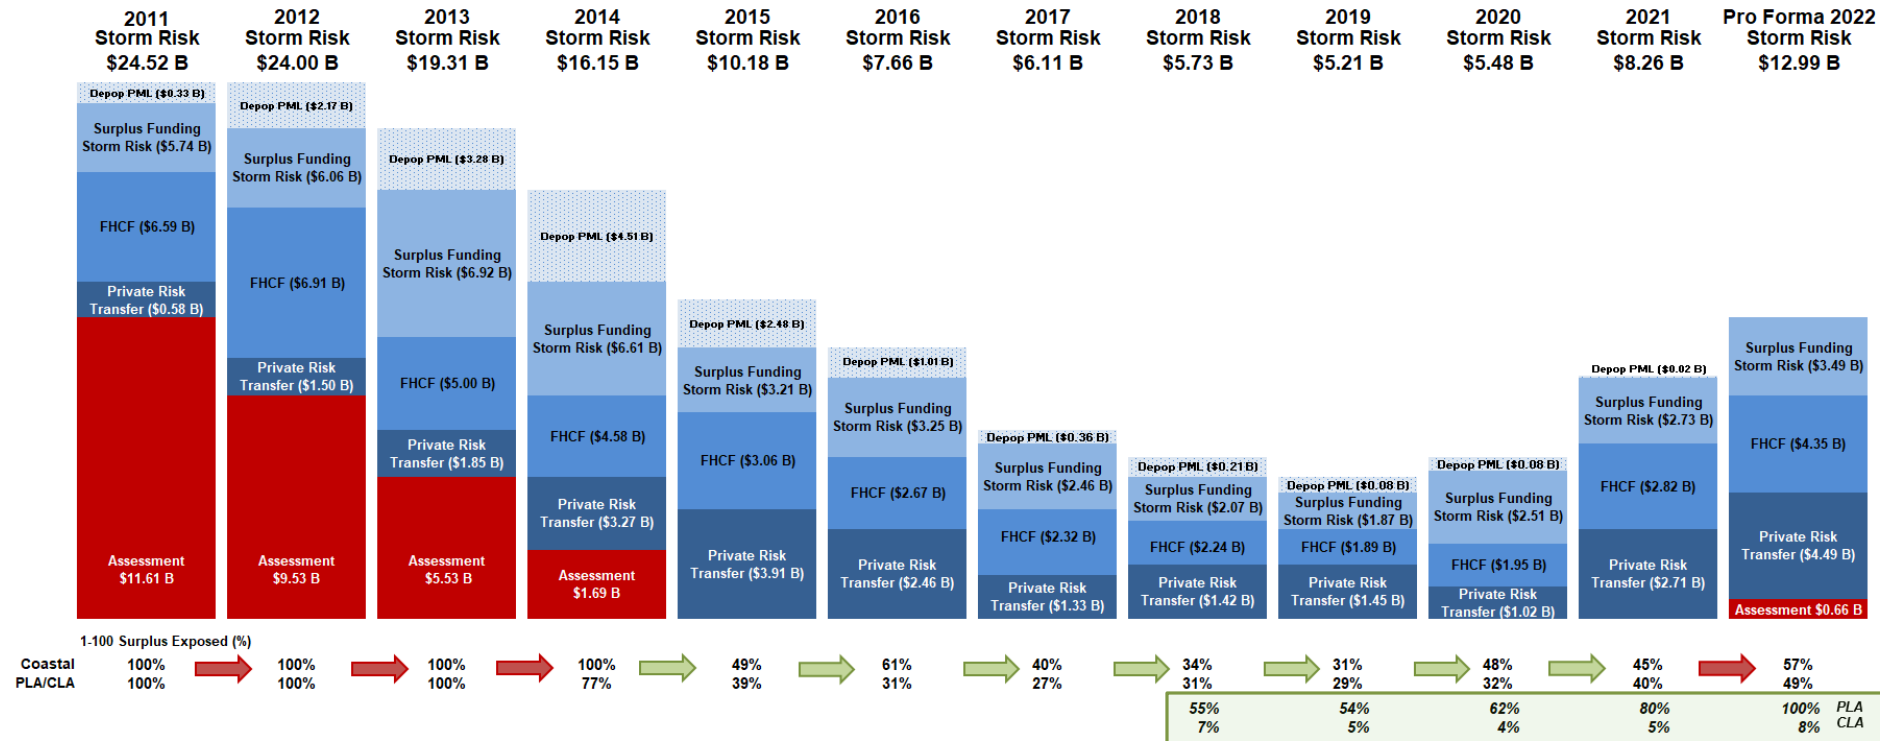 2011
Storm Risk
$24.52 B
2012
Storm Risk
$24.00 B
2013
Storm Risk
$19.31 B
2014
Storm Risk
$16.15 B
2015
Storm Risk
$10.18 B
2016
Storm Risk
$7.66 B
2017
Storm Risk
$6.11 B
2018
Storm Risk
$5.73 B
2019
Storm Risk
$5.21 B
2020
Storm Risk
$5.48 B
2021
Storm Risk
$8.26 B
Pro Forma 2022
Storm Risk
$12.99 B
Depop PML ($0.33 B)
Surplus Funding
Storm Risk ($5.74 B)
FHCF ($6.59 B)
Private Risk
Transfer ($0.58 B)
Assessment
$11.61 B
Depop PML ($2.17 B)
Surplus Funding
Storm Risk ($6.06 B)
FHCF ($6.91 B)
Private Risk
Transfer ($1.50 B)
Assessment
$9.53 B
Depop PML ($3.28 B)
Surplus Funding
Storm Risk ($6.92 B)
FHCF ($5.00 B)
Private Risk
Transfer ($1.85 B)
Assessment
$5.53 B
Depop PML ($4.51 B)
Surplus Funding
Storm Risk ($6.61 B)
FHCF ($4.58 B)
Private Risk
Transfer ($3.27 B)
Assessment
$1.69 B
Depop PML ($2.48 B)
Surplus Funding
Storm Risk ($3.21 B)
FHCF ($3.06 B)
Private Risk
Transfer ($3.91 B)
Depop PML ($1.01 B)
Surplus Funding
Storm Risk ($3.25 B)
FHCF ($2.67 B)
Private Risk
Transfer ($2.46 B)
Depop PML ($0.36 B)
Surplus Funding
Storm Risk ($2.46 B)
FHCF ($2.32 B)
Private Risk
Transfer ($1.33 B)
Depop PML ($0.21 B)
Surplus Funding
Storm Risk ($2.07 B)
FHCF ($2.24 B)
Private Risk
Transfer ($1.42 B)
Depop PML ($0.08 B)
Surplus Funding
Storm Risk ($1.87 B)
FHCF ($1.89 B)
Private Risk
Transfer ($1.45 B)
Depop PML ($0.08 B)
Surplus Funding
Storm Risk ($2.51 B)
FHCF ($1.95 B)
Private Risk
Transfer ($1.02 B)
Depop PML ($0.02 B)
Surplus Funding
Storm Risk ($2.73 B)
FHCF ($2.82 B)
Private Risk
Transfer ($2.71 B)
Surplus Funding
Storm Risk ($3.49 B)
FHCF ($4.35 B)
Private Risk
Transfer ($4.49 B)
Assessment $0.66 B
1-100 Surplus Exposed (%)
Coastal 100% 100% 100% 100% 49% 61% 40% 34% 31% 48% 45% 57%
PLA/CLA 100% 100% 100% 77% 39% 31% 27% 31% 29% 32% 40% 49%
55% 54% 62% 80% 100% PLA
7% 5% 4% 5% 8% CLA